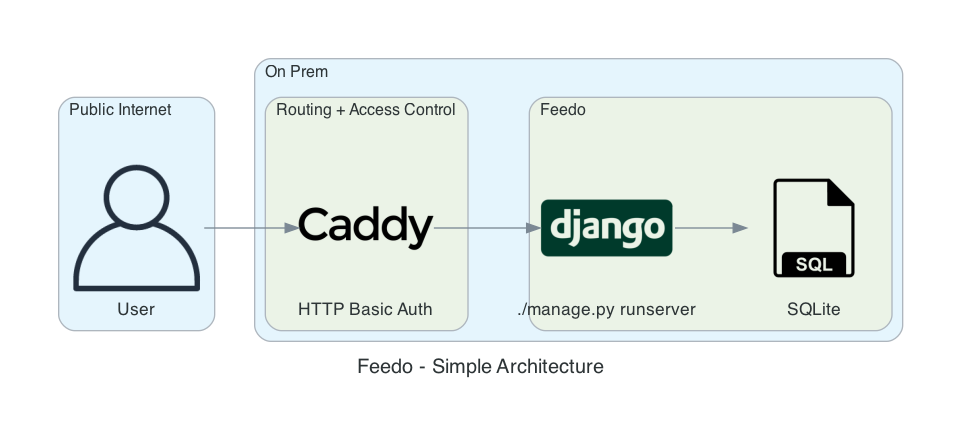 On Prem
Public Internet
Routing + Access Control
Feedo
Caddy
django
SQL
User
HTTP Basic Auth
./manage.py runserver
SQLite
Feedo - Simple Architecture